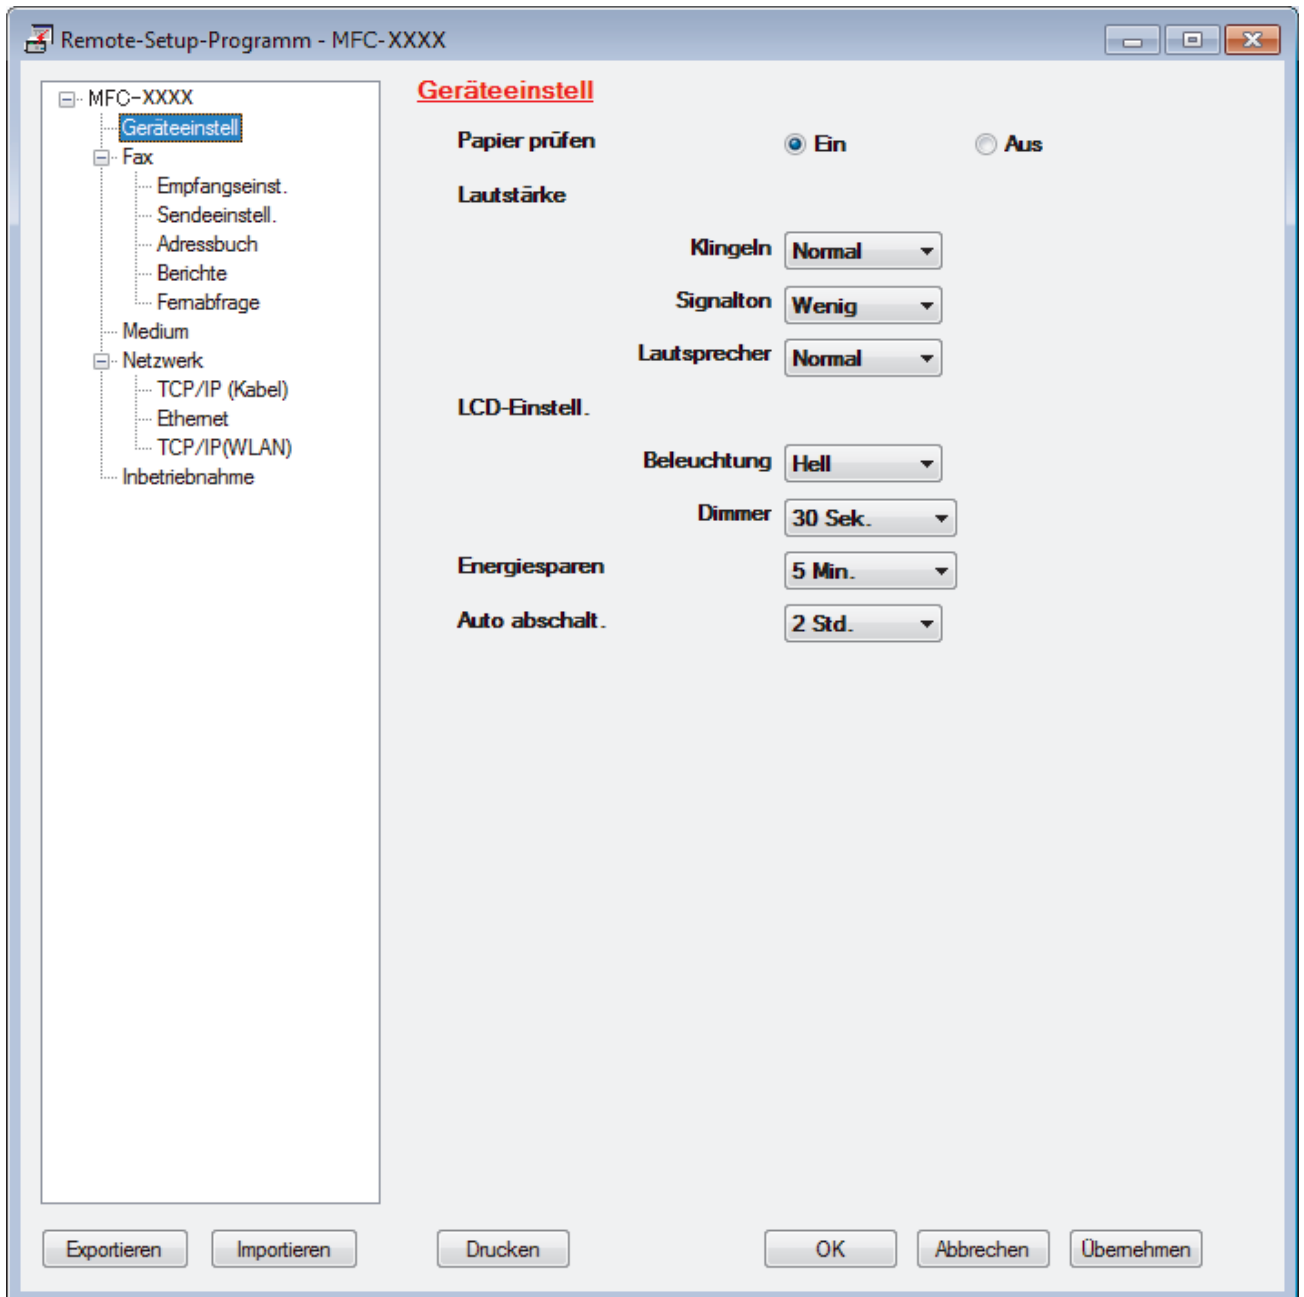 Remote-Setup-Programm - MFC-XXXX
MFC-XXXX
Geräteeinstell
Fax
Empfangseinst.
Sendeeinstell.
Adressbuch
Berichte
Fernabfrage
Medium
Netzwerk
TCP/IP (Kabel)
Ethernet
TCP/IP(WLAN)
Inbetriebnahme
Geräteeinstell
Papier prüfen Ein Aus
Lautstärke
Klingeln Normal
Signalton Wenig
Lautsprecher Normal
LCD-Einstell.
Beleuchtung Hell
Dimmer 30 Sek.
Energiesparen 5 Min.
Auto abschalt. 2 Std.
Exportieren Importieren Drucken OK Abbrechen Übernehmen